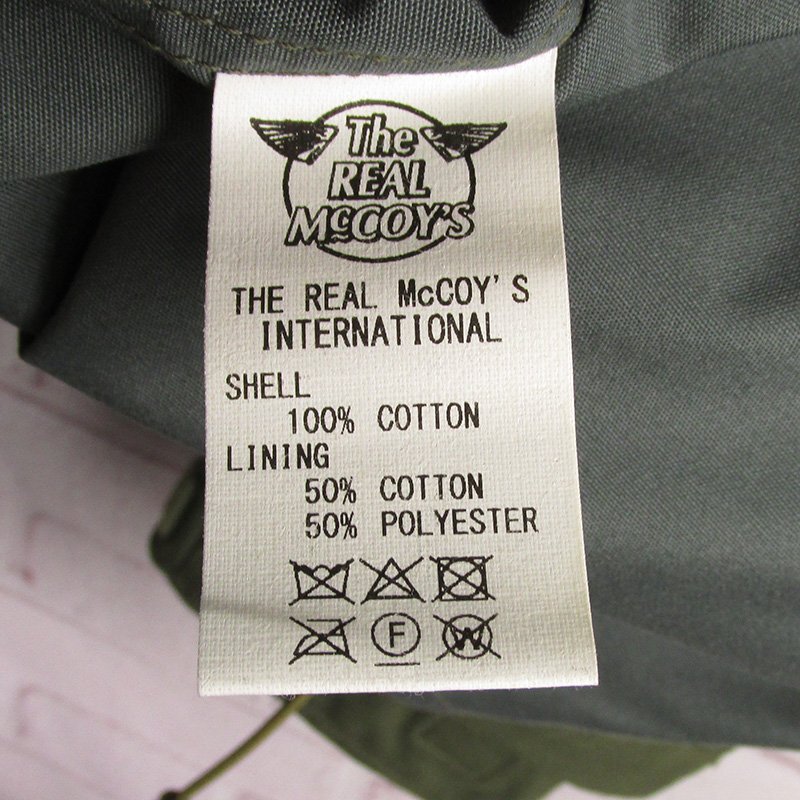 The
REAL
McCOY'S
THE REAL McCOY'S
INTERNATIONAL
SHELL
100% COTTON
LINING
50% COTTON
50% POLYESTER
F W